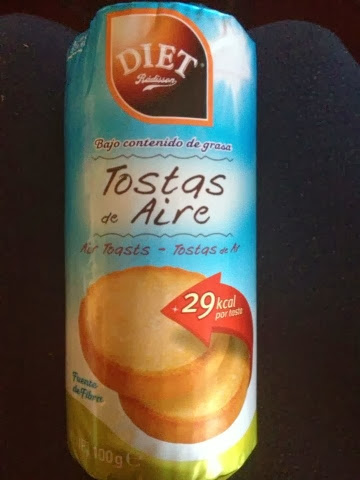 DIET
Rädisson
Bajo contenido de grasa
Tostas
de Aire
Air Toasts - Tostas de Ar
29 kcal
por tosta
Fuente
de Fibra
100g e